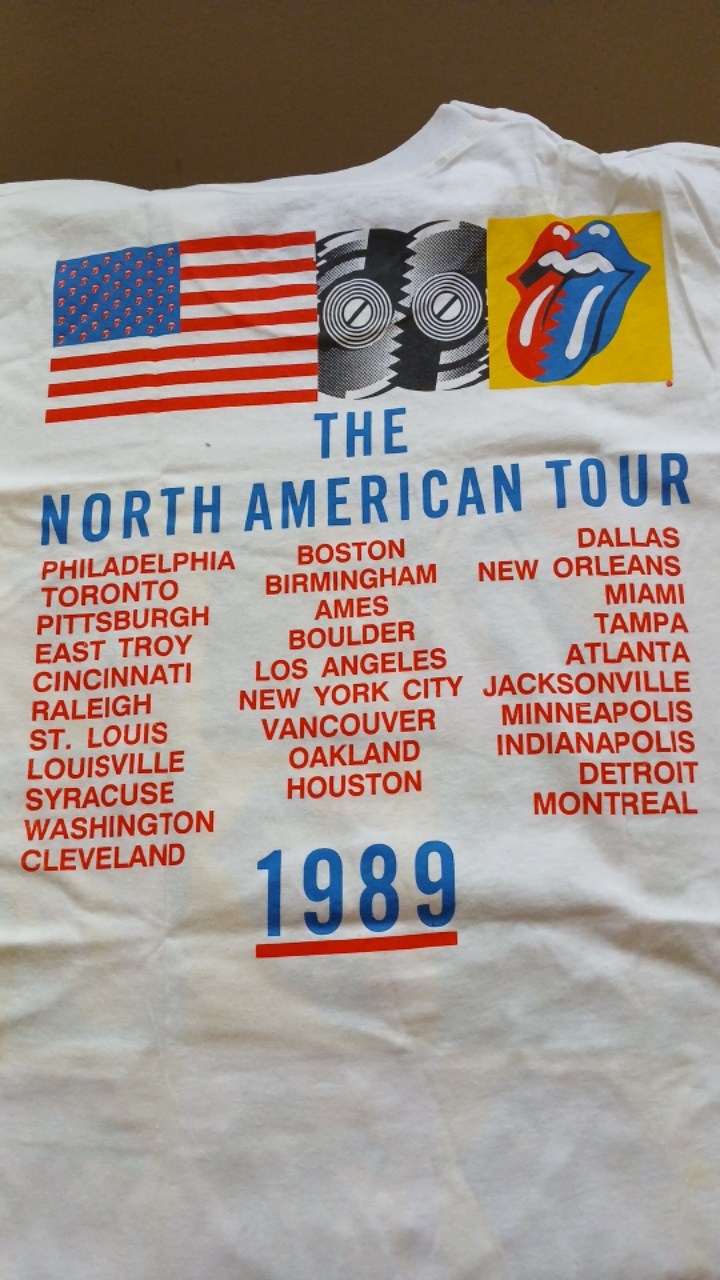 THE
NORTH AMERICAN TOUR
PHILADELPHIA
TORONTO
PITTSBURGH
EAST TROY
CINCINNATI
RALEIGH
ST. LOUIS
LOUISVILLE
SYRACUSE
WASHINGTON
CLEVELAND
BOSTON
BIRMINGHAM
AMES
BOULDER
LOS ANGELES
NEW YORK CITY
VANCOUVER
OAKLAND
HOUSTON
DALLAS
NEW ORLEANS
MIAMI
TAMPA
ATLANTA
JACKSONVILLE
MINNEAPOLIS
INDIANAPOLIS
DETROIT
MONTREAL
1989